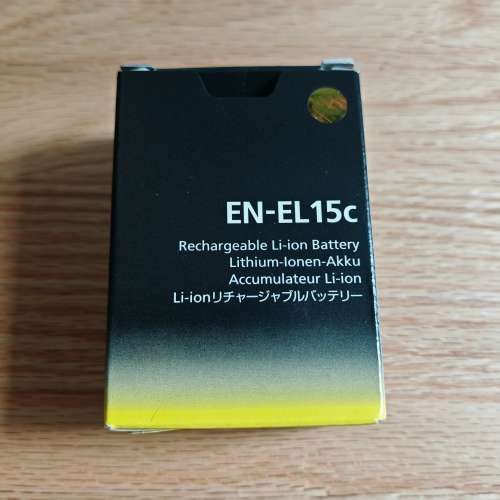 EN-EL15c
Rechargeable Li-ion Battery
Lithium-Ionen-Akku
Accumulateur Li-ion
Li-ionリチャージャブルバッテリー